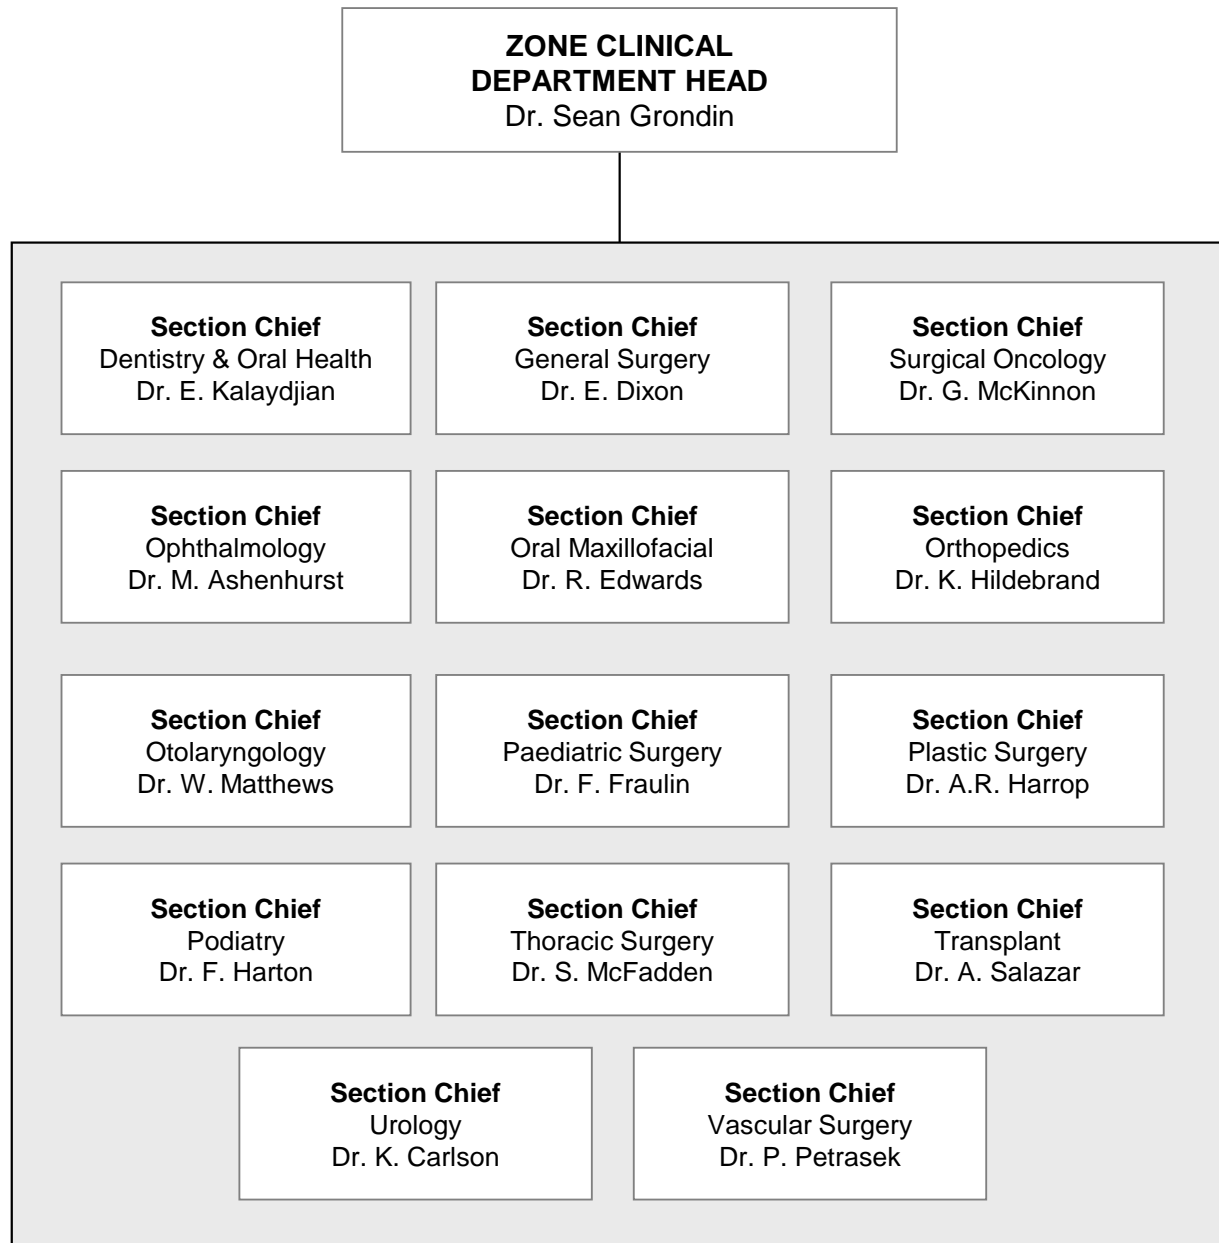 ZONE CLINICAL
DEPARTMENT HEAD
Dr. Sean Grondin
Section Chief
Dentistry & Oral Health
Dr. E. Kalaydjian
Section Chief
General Surgery
Dr. E. Dixon
Section Chief
Surgical Oncology
Dr. G. McKinnon
Section Chief
Ophthalmology
Dr. M. Ashenhurst
Section Chief
Oral Maxillofacial
Dr. R. Edwards
Section Chief
Orthopedics
Dr. K. Hildebrand
Section Chief
Otolaryngology
Dr. W. Matthews
Section Chief
Paediatric Surgery
Dr. F. Fraulin
Section Chief
Plastic Surgery
Dr. A.R. Harrop
Section Chief
Podiatry
Dr. F. Harton
Section Chief
Thoracic Surgery
Dr. S. McFadden
Section Chief
Transplant
Dr. A. Salazar
Section Chief
Urology
Dr. K. Carlson
Section Chief
Vascular Surgery
Dr. P. Petrasek